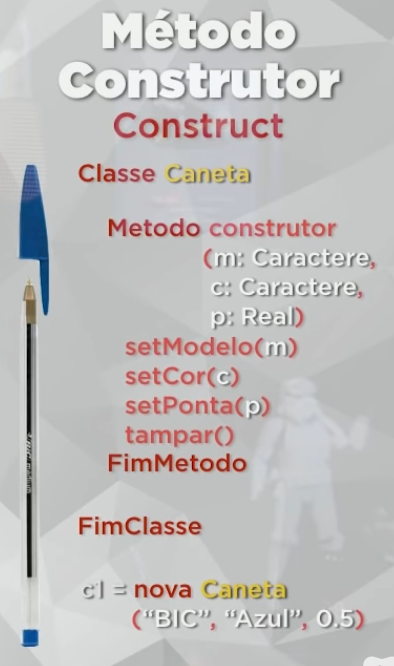 Método
Construtor
Construct
Classe Caneta
Metodo construtor
(m: Caractere,
c: Caractere,
p: Real)
setModelo(m)
setCor(c)
setPonta(p)
tampar()
FimMetodo
FimClasse
c1 = nova Caneta
(“BIC”, “Azul”, 0.5)